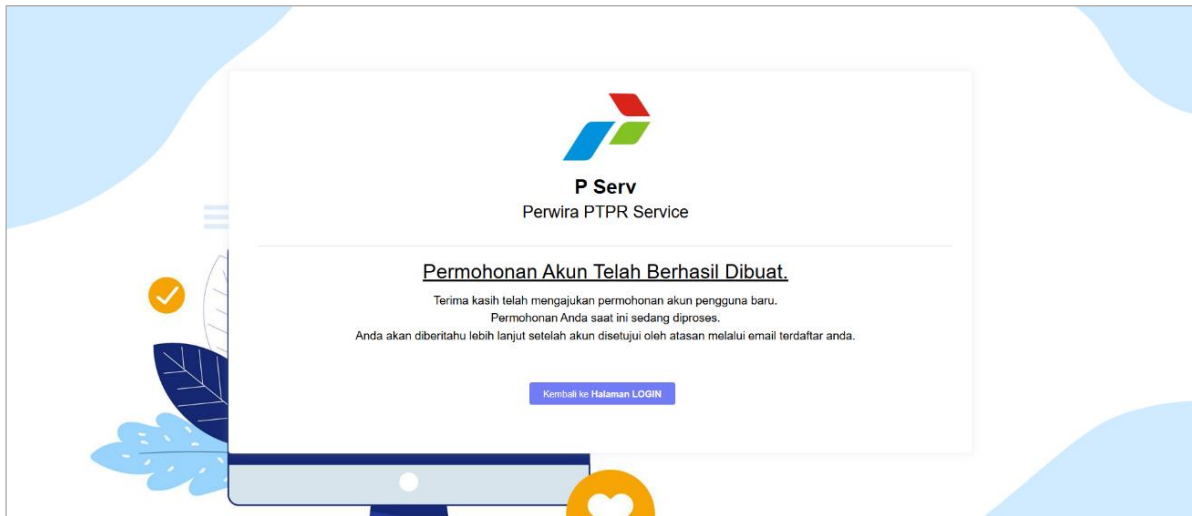 P Serv
Perwira PTPR Service
Permohonan Akun Telah Berhasil Dibuat.
Terima kasih telah mengajukan permohonan akun pengguna baru.
Permohonan Anda saat ini sedang diproses.
Anda akan diberitahu lebih lanjut setelah akun disetujui oleh atasan melalui email terdaftar anda.
Kembali ke Halaman LOGIN